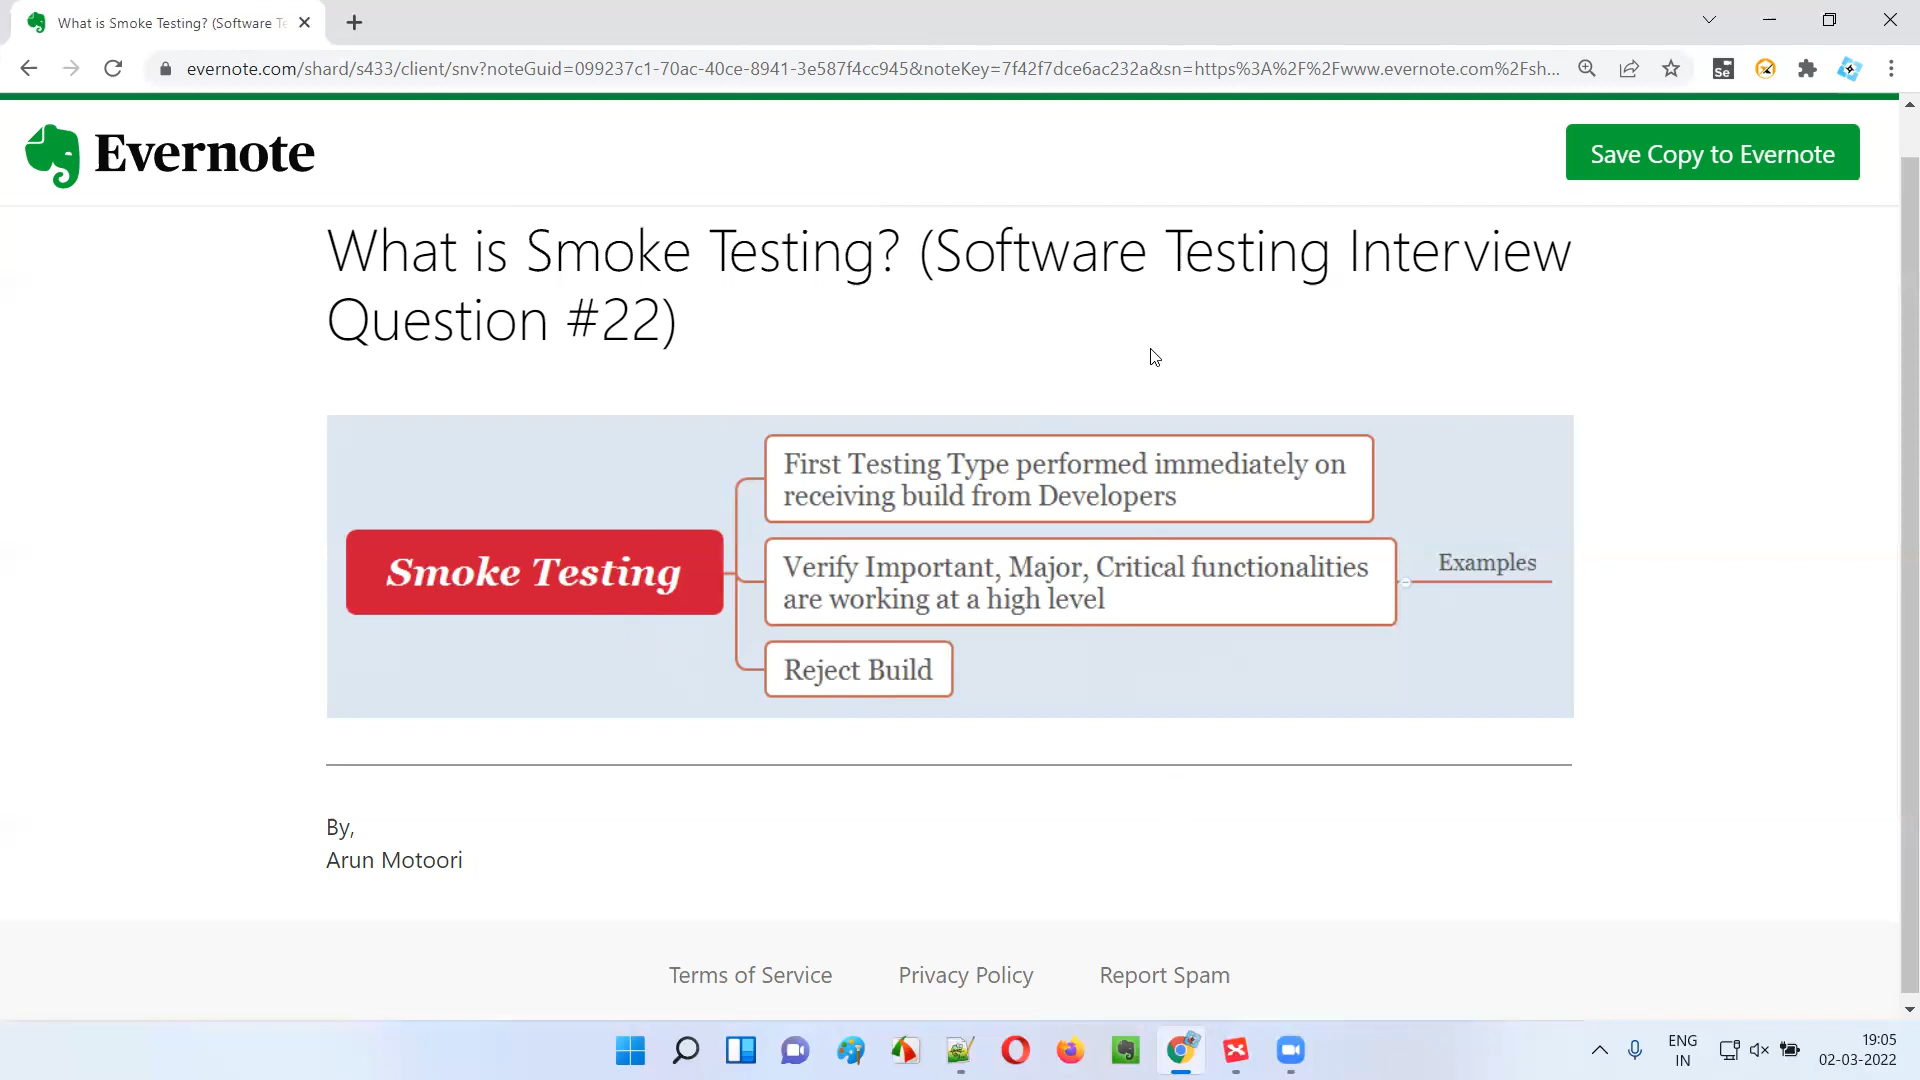 What is Smoke Testing? (Software Te
evernote.com/shard/s433/client/snv?noteGuid=099237c1-70ac-40ce-8941-3e587f4cc945&noteKey=7f42f7dce6ac232a&sn=https%3A%2F%2Fwww.evernote.com%2Fsh...
Se
Evernote
Save Copy to Evernote
What is Smoke Testing? (Software Testing Interview
Question #22)
First Testing Type performed immediately on
receiving build from Developers
Smoke Testing
Verify Important, Major, Critical functionalities
are working at a high level
Examples
Reject Build
By,
Arun Motoori
Terms of Service
Privacy Policy
Report Spam
ENG
IN
19:05
02-03-2022